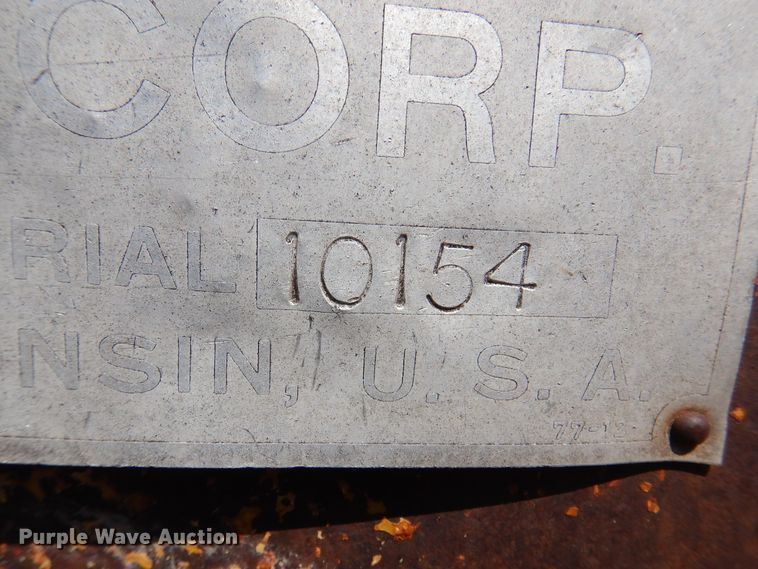 CORP.
RIAL 10154
NSIN, U. S. A.
Purple Wave Auction